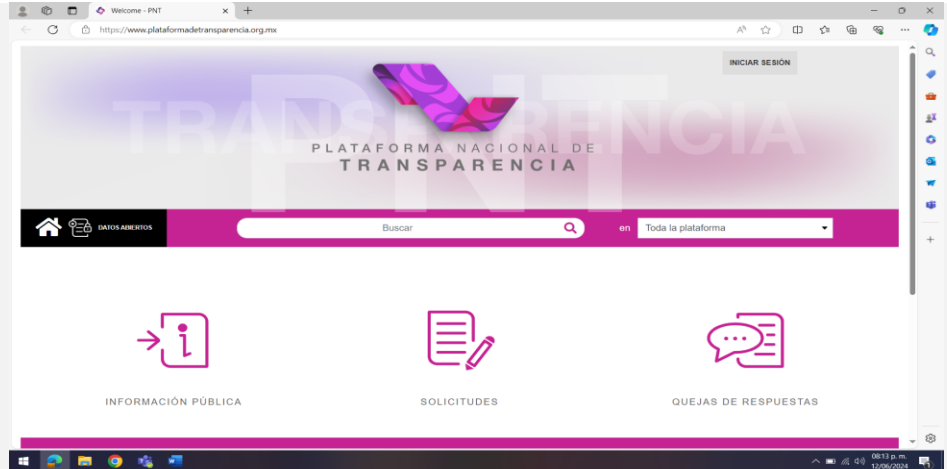 Welcome - PNT
https://www.plataformadetransparencia.org.mx
INICIAR SESIÓN
TRANSPARENCIA
PNT
PLATAFORMA NACIONAL DE
TRANSPARENCIA
DATOS ABIERTOS
Buscar
en
Toda la plataforma
INFORMACIÓN PÚBLICA
SOLICITUDES
QUEJAS DE RESPUESTAS
08:13 p. m.
12/06/2024